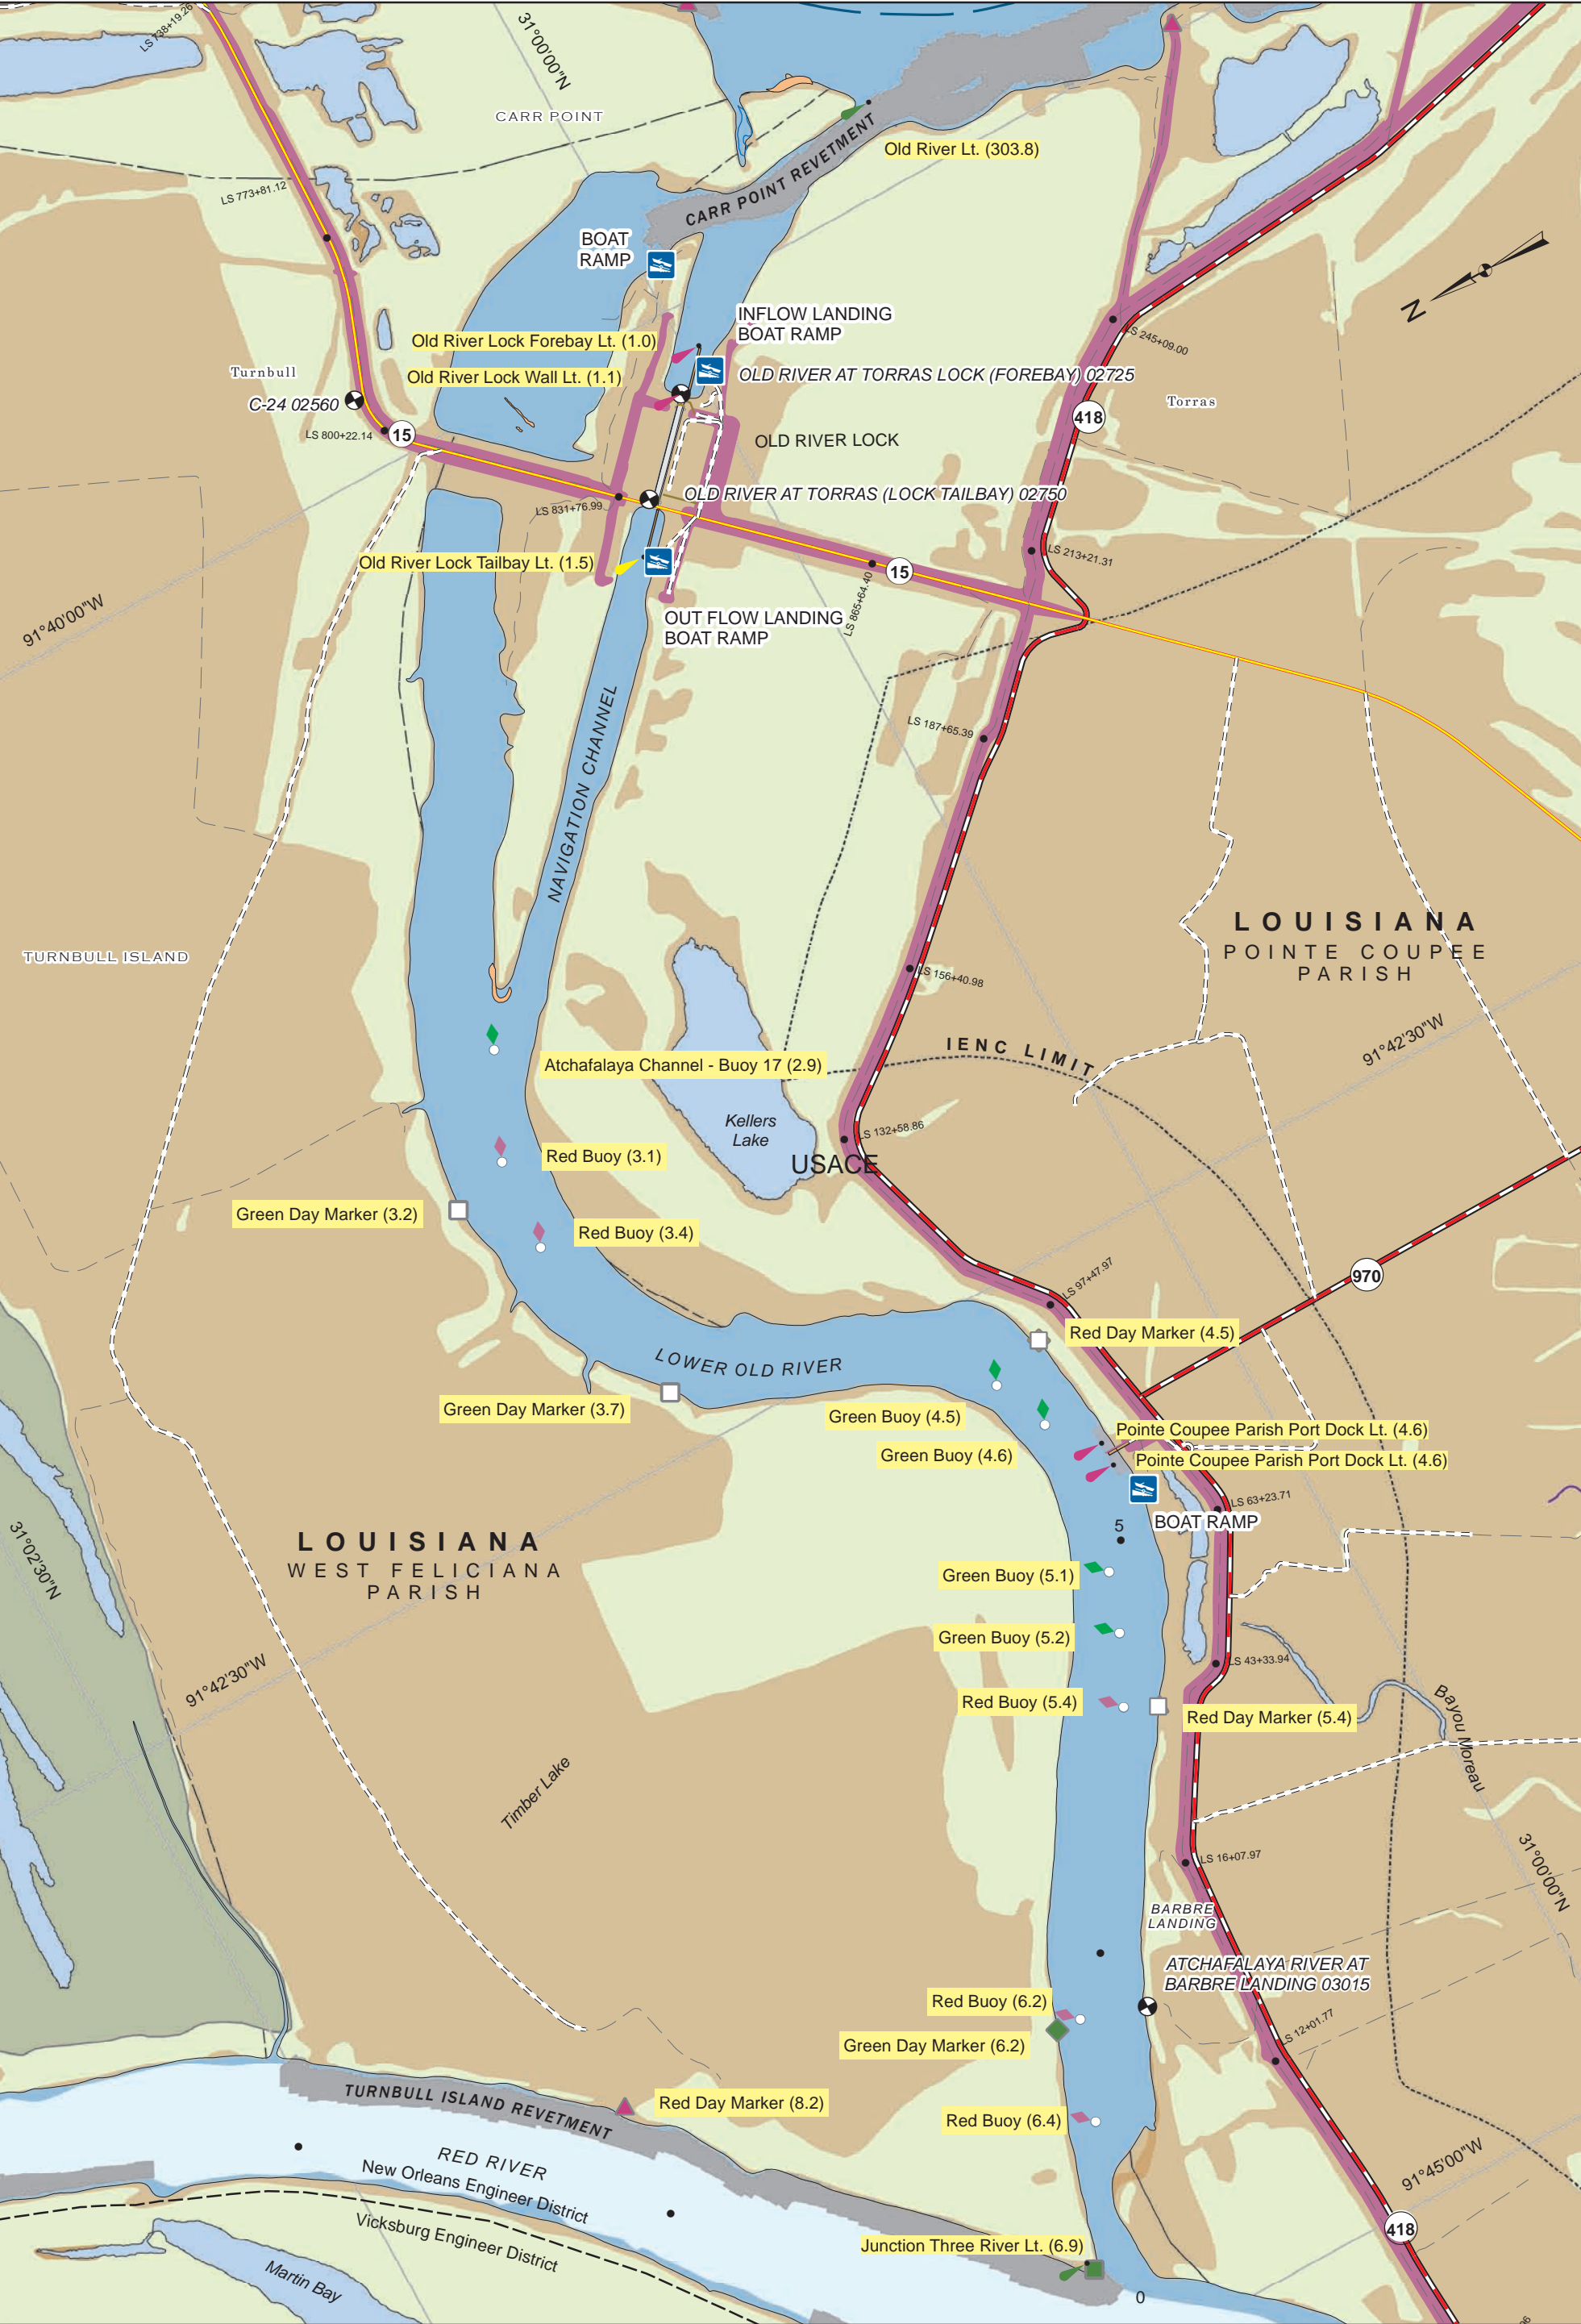 LS 738+19.26
31°00'00"N
CARR POINT
Old River Lt. (303.8)
CARR POINT REVETMENT
LS 773+81.12
BOAT
RAMP
N
INFLOW LANDING
BOAT RAMP
LS 245+09.00
Old River Lock Forebay Lt. (1.0)
Turnbull
Old River Lock Wall Lt. (1.1)
OLD RIVER AT TORRAS LOCK (FOREBAY) 02725
C-24 02560
Torras
418
LS 800+22.14
15
OLD RIVER LOCK
OLD RIVER AT TORRAS (LOCK TAILBAY) 02750
LS 831+76.99
LS 213+21.31
Old River Lock Tailbay Lt. (1.5)
15
LS 865+64.40
91°40'00"W
OUT FLOW LANDING
BOAT RAMP
LS 187+65.39
NAVIGATION CHANNEL
LOUISIANA
POINTE COUPEE
PARISH
TURNBULL ISLAND
LS 156+40.98
91°42'30"W
IENC LIMIT
Atchafalaya Channel - Buoy 17 (2.9)
Kellers
Lake
LS 132+58.86
Red Buoy (3.1)
USACE
Green Day Marker (3.2)
Red Buoy (3.4)
LS 97+47.97
970
Red Day Marker (4.5)
LOWER OLD RIVER
Green Day Marker (3.7)
Green Buoy (4.5)
Pointe Coupee Parish Port Dock Lt. (4.6)
Green Buoy (4.6)
Pointe Coupee Parish Port Dock Lt. (4.6)
LS 63+23.71
5
BOAT RAMP
31°02'30"N
LOUISIANA
WEST FELICIANA
PARISH
Green Buoy (5.1)
Green Buoy (5.2)
LS 43+33.94
91°42'30"W
Red Buoy (5.4)
Red Day Marker (5.4)
Bayou Moreau
Timber Lake
LS 16+07.97
31°00'00"N
BARBRE
LANDING
ATCHAFALAYA RIVER AT
BARBRE LANDING 03015
Red Buoy (6.2)
Green Day Marker (6.2)
LS 12+01.77
TURNBULL ISLAND REVETMENT
Red Day Marker (8.2)
Red Buoy (6.4)
RED RIVER
New Orleans Engineer District
Vicksburg Engineer District
91°45'00"W
418
Junction Three River Lt. (6.9)
Martin Bay
0